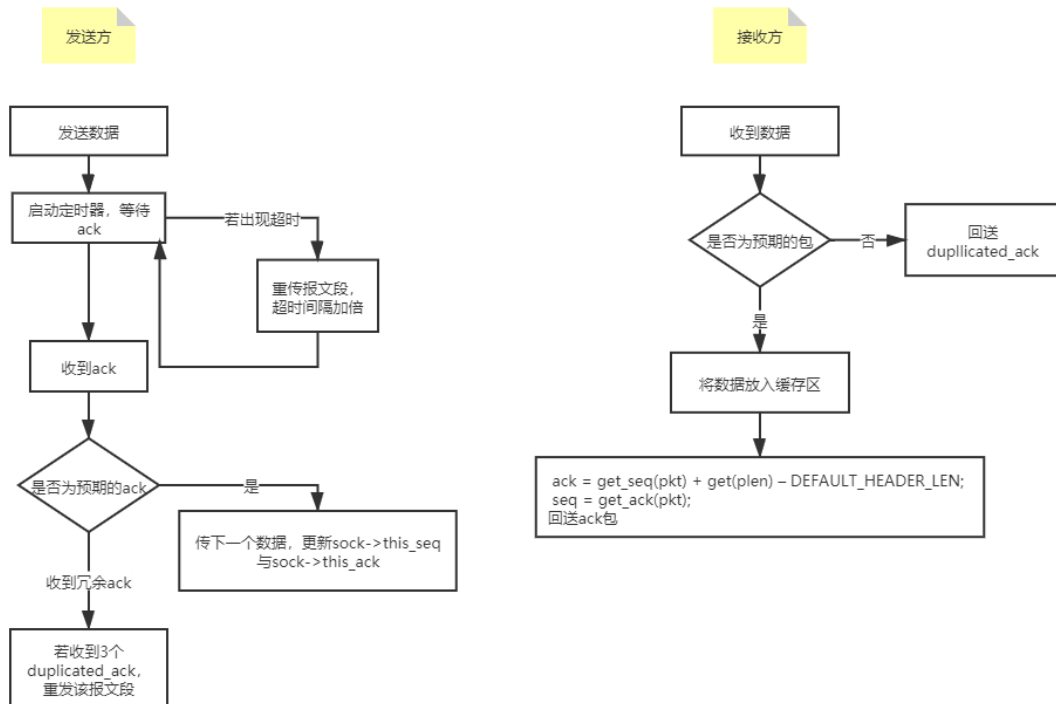 发送方
发送数据
启动定时器，等待
ack
若出现超时
重传报文段，
超时间隔加倍
收到ack
是否为预期的ack
是
传下一个数据，更新sock->this_seq
与sock->this_ack
收到冗余ack
若收到3个
duplicated_ack，
重发该报文段
接收方
收到数据
是否为预期的包
否
回送
dupllicated_ack
是
将数据放入缓存区
ack = get_seq(pkt) + get(plen) – DEFAULT_HEADER_LEN;
seq = get_ack(pkt);
回送ack包